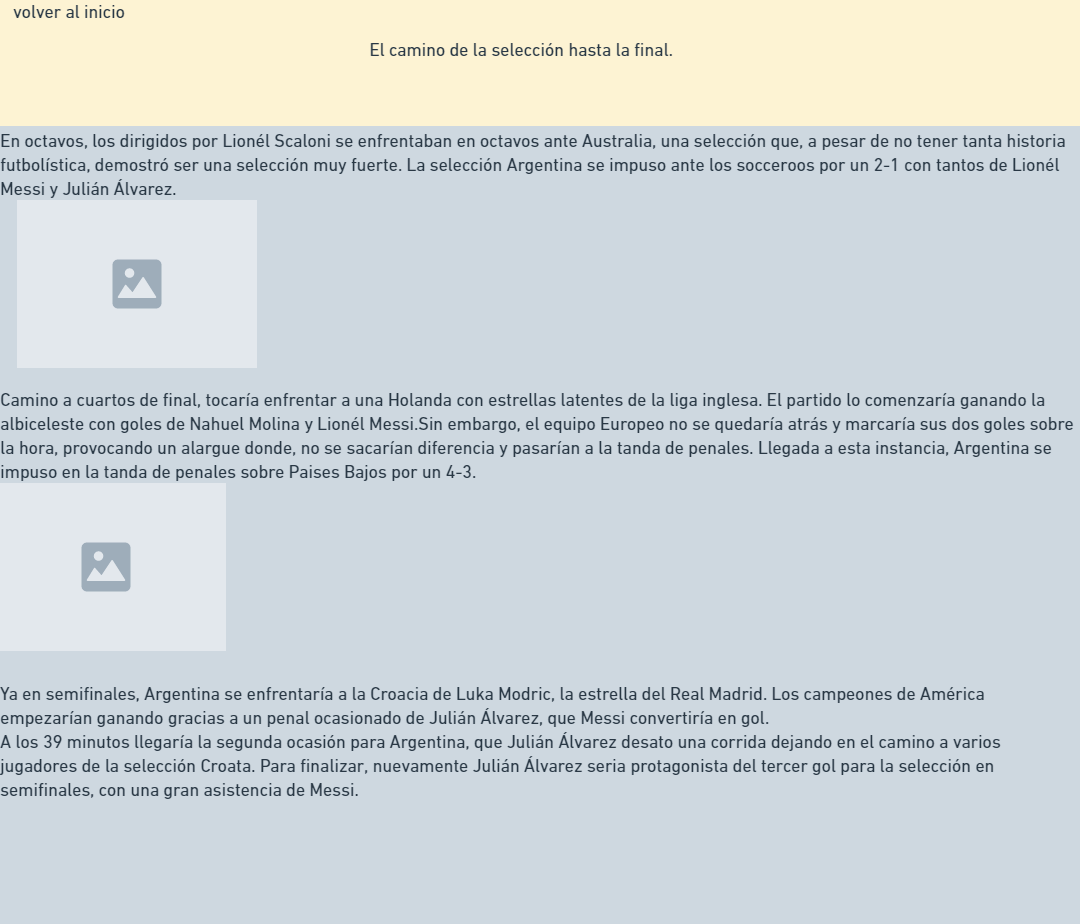 volver al inicio
El camino de la selección hasta la final.
En octavos, los dirigidos por Lionél Scaloni se enfrentaban en octavos ante Australia, una selección que, a pesar de no tener tanta historia
futbolística, demostró ser una selección muy fuerte. La selección Argentina se impuso ante los socceroos por un 2-1 con tantos de Lionél
Messi y Julián Álvarez.
Camino a cuartos de final, tocaría enfrentar a una Holanda con estrellas latentes de la liga inglesa. El partido lo comenzaría ganando la
albiceleste con goles de Nahuel Molina y Lionél Messi.Sin embargo, el equipo Europeo no se quedaría atrás y marcaría sus dos goles sobre
la hora, provocando un alargue donde, no se sacarían diferencia y pasarían a la tanda de penales. Llegada a esta instancia, Argentina se
impuso en la tanda de penales sobre Paises Bajos por un 4-3.
Ya en semifinales, Argentina se enfrentaría a la Croacia de Luka Modric, la estrella del Real Madrid. Los campeones de América
empezarían ganando gracias a un penal ocasionado de Julián Álvarez, que Messi convertiría en gol.
A los 39 minutos llegaría la segunda ocasión para Argentina, que Julián Álvarez desato una corrida dejando en el camino a varios
jugadores de la selección Croata. Para finalizar, nuevamente Julián Álvarez seria protagonista del tercer gol para la selección en
semifinales, con una gran asistencia de Messi.